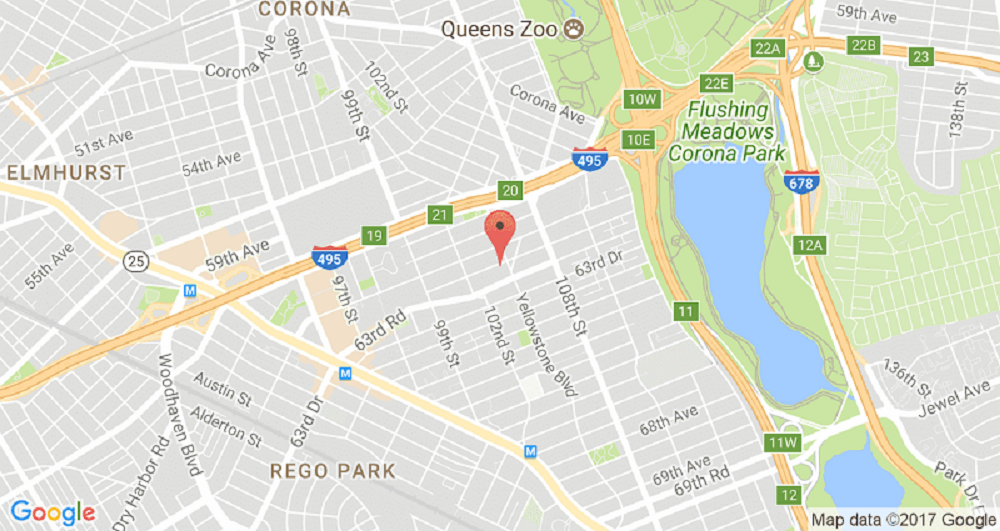 CORONA
Queens Zoo
59th Ave
22A
22B
23
98th St
Corona Ave
102nd St
99th St
Corona Ave
10W
22E
Flushing
Meadows
Corona Park
138th St
51st Ave
10E
54th Ave
495
ELMHURST
20
678
21
19
12A
55th Ave
25
59th Ave
495
63rd Dr
M
97th St
108th St
63rd Rd
99th St
102nd St
Yellowstone Blvd
11
Woodhaven Blvd
M
Austin St
136th St
Jewel Ave
Alderton St
63rd Dr
68th Ave
Dry Harbor Rd
M
11W
REGO PARK
69th Ave
69th Rd
12
Park Dr
Google
Map data ©2017 Google